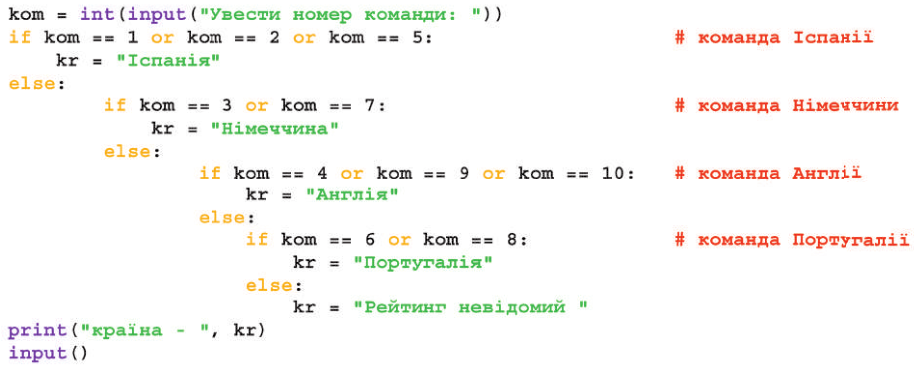 kom = int(input("Увести номер команди: "))
if kom == 1 or kom == 2 or kom == 5: # команда Іспанії
kr = "Іспанія"
else:
if kom == 3 or kom == 7: # команда Німеччини
kr = "Німеччина"
else:
if kom == 4 or kom == 9 or kom == 10: # команда Англії
kr = "Англія"
else:
if kom == 6 or kom == 8: # команда Португалії
kr = "Португалія"
else:
kr = "Рейтинг невідомий "
print("країна - ", kr)
input()